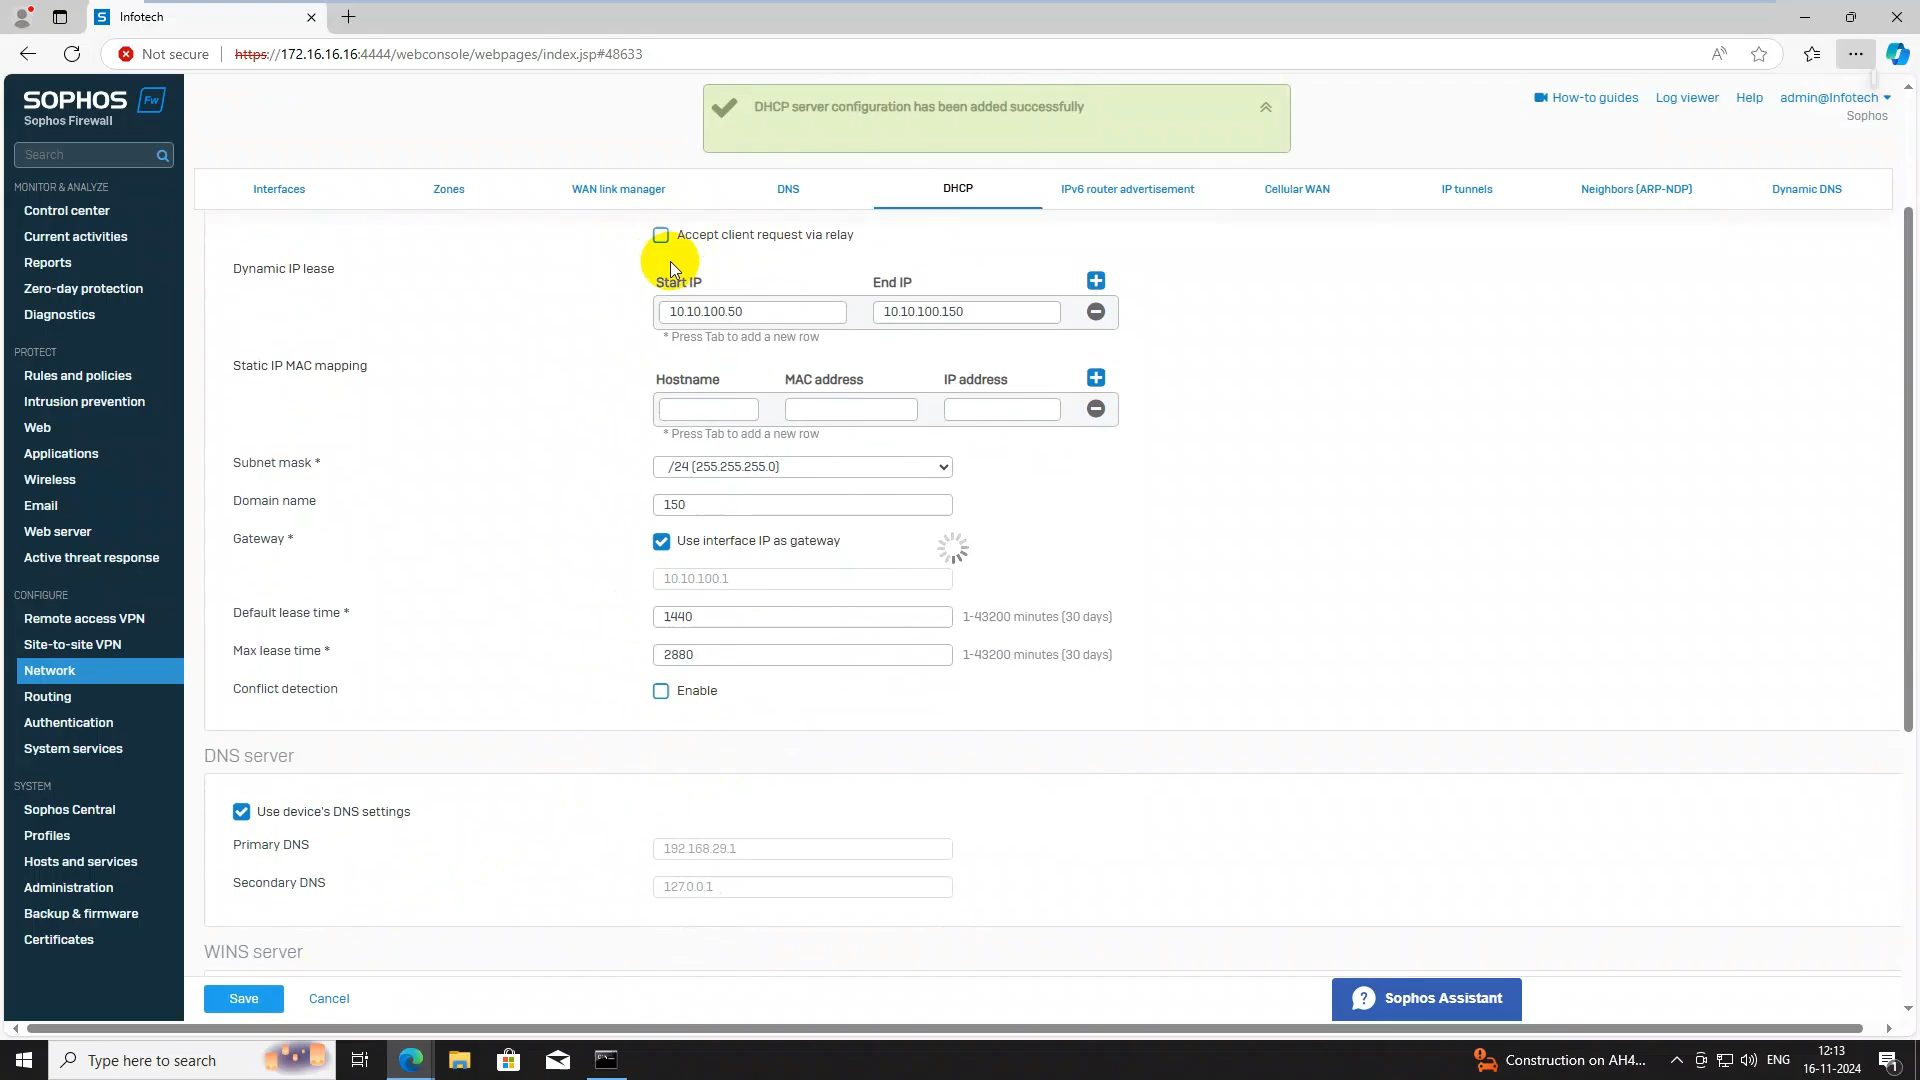 Infotech
Not secure
https://172.16.16.16:4444/webconsole/webpages/index.jsp#48633
SOPHOS Fw
Sophos Firewall
Search
MONITOR & ANALYZE
Control center
Current activities
Reports
Zero-day protection
Diagnostics
PROTECT
Rules and policies
Intrusion prevention
Web
Applications
Wireless
Email
Web server
Active threat response
CONFIGURE
Remote access VPN
Site-to-site VPN
Network
Routing
Authentication
System services
SYSTEM
Sophos Central
Profiles
Hosts and services
Administration
Backup & firmware
Certificates
DHCP server configuration has been added successfully
How-to guides Log viewer Help admin@Infotech
Sophos
Interfaces Zones WAN link manager DNS DHCP IPv6 router advertisement Cellular WAN IP tunnels Neighbors (ARP-NDP) Dynamic DNS
Accept client request via relay
Dynamic IP lease
Start IP End IP
10.10.100.50 10.10.100.150
* Press Tab to add a new row
Static IP MAC mapping
Hostname MAC address IP address
* Press Tab to add a new row
Subnet mask * /24 (255.255.255.0)
Domain name 150
Gateway * Use interface IP as gateway
10.10.100.1
Default lease time * 1440 1-43200 minutes (30 days)
Max lease time * 2880 1-43200 minutes (30 days)
Conflict detection Enable
DNS server
Use device's DNS settings
Primary DNS 192.168.29.1
Secondary DNS 127.0.0.1
WINS server
Save Cancel
? Sophos Assistant
Type here to search
Construction on AH4...
ENG
12:13
16-11-2024
1